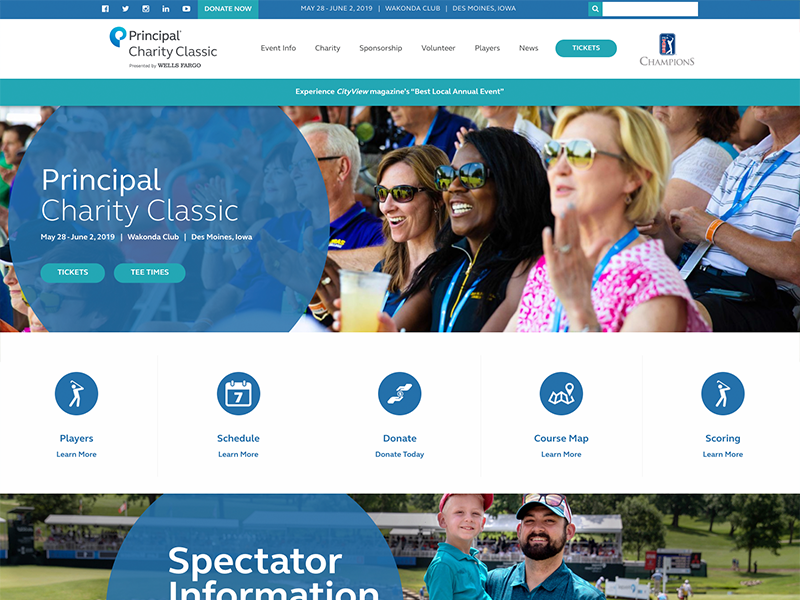 DONATE NOW
MAY 28 - JUNE 2, 2019 | WAKONDA CLUB | DES MOINES, IOWA
Principal®
Charity Classic
Presented by WELLS FARGO
Event Info
Charity
Sponsorship
Volunteer
Players
News
TICKETS
CHAMPIONS
Experience CityView magazine's "Best Local Annual Event"
Principal
Charity Classic
May 28 - June 2, 2019 | Wakonda Club | Des Moines, Iowa
TICKETS
TEE TIMES
7
Players
Schedule
Donate
Course Map
Scoring
Learn More
Learn More
Donate Today
Learn More
Learn More
Spectator
Information